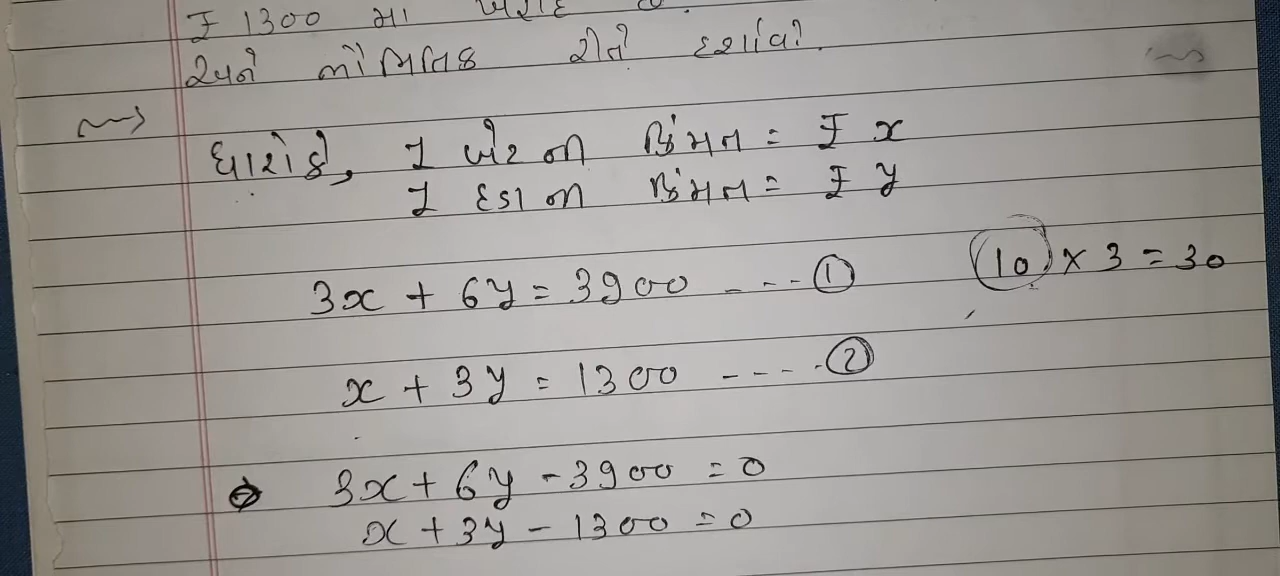 ₹ 1300 માં
રીતે ભૌમિતિક રીતે દર્શાવો.
ધારોકે, 1 બેટ ની કિંમત = ₹ x
1 દડા ની કિંમત = ₹ y
3x + 6y = 3900 ---- ①
10 × 3 = 30
x + 3y = 1300 ----- ②
3x + 6y - 3900 = 0
x + 3y - 1300 = 0